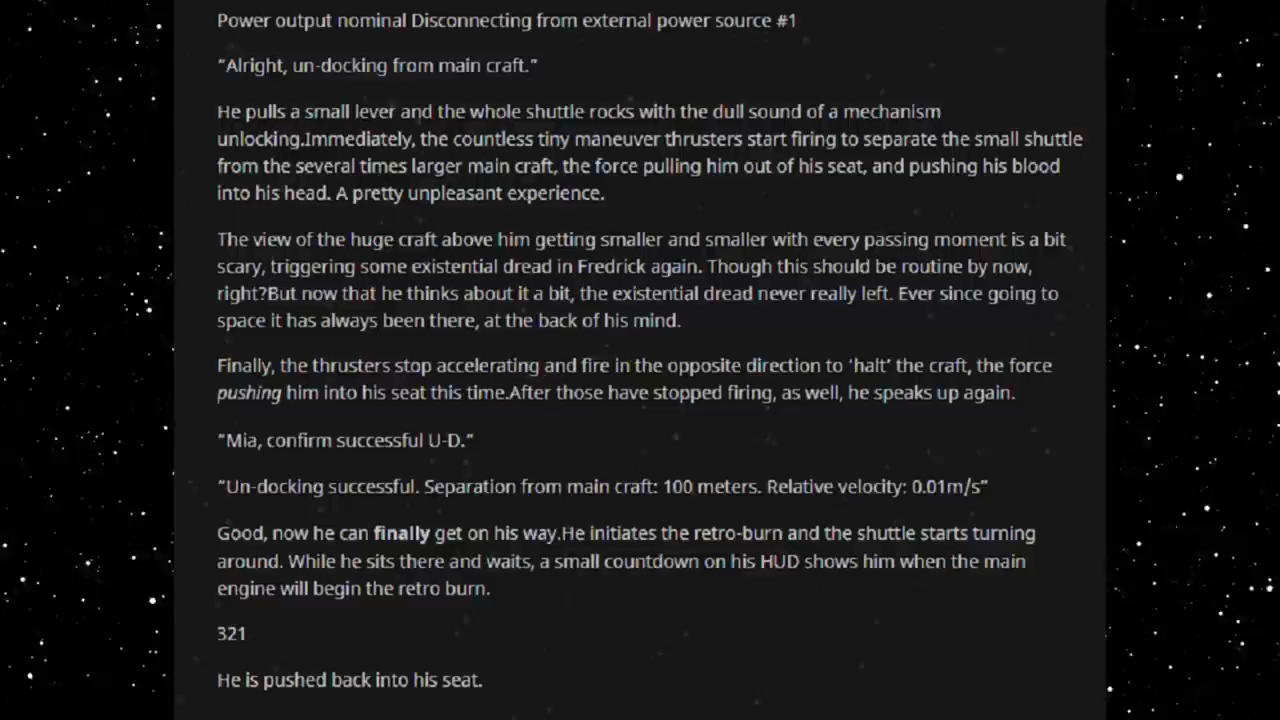 Power output nominal Disconnecting from external power source #1
“Alright, un-docking from main craft.”
He pulls a small lever and the whole shuttle rocks with the dull sound of a mechanism
unlocking.Immediately, the countless tiny maneuver thrusters start firing to separate the small shuttle
from the several times larger main craft, the force pulling him out of his seat, and pushing his blood
into his head. A pretty unpleasant experience.
The view of the huge craft above him getting smaller and smaller with every passing moment is a bit
scary, triggering some existential dread in Fredrick again. Though this should be routine by now,
right?But now that he thinks about it a bit, the existential dread never really left. Ever since going to
space it has always been there, at the back of his mind.
Finally, the thrusters stop accelerating and fire in the opposite direction to ‘halt’ the craft, the force
pushing him into his seat this time.After those have stopped firing, as well, he speaks up again.
“Mia, confirm successful U-D.”
“Un-docking successful. Separation from main craft: 100 meters. Relative velocity: 0.01m/s”
Good, now he can finally get on his way.He initiates the retro-burn and the shuttle starts turning
around. While he sits there and waits, a small countdown on his HUD shows him when the main
engine will begin the retro burn.
321
He is pushed back into his seat.